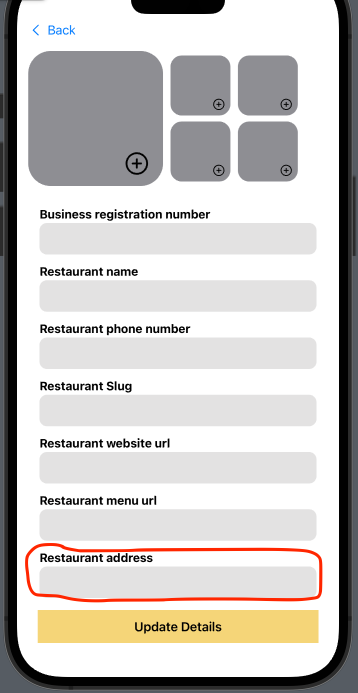 Back
Business registration number
Restaurant name
Restaurant phone number
Restaurant Slug
Restaurant website url
Restaurant menu url
Restaurant address
Update Details